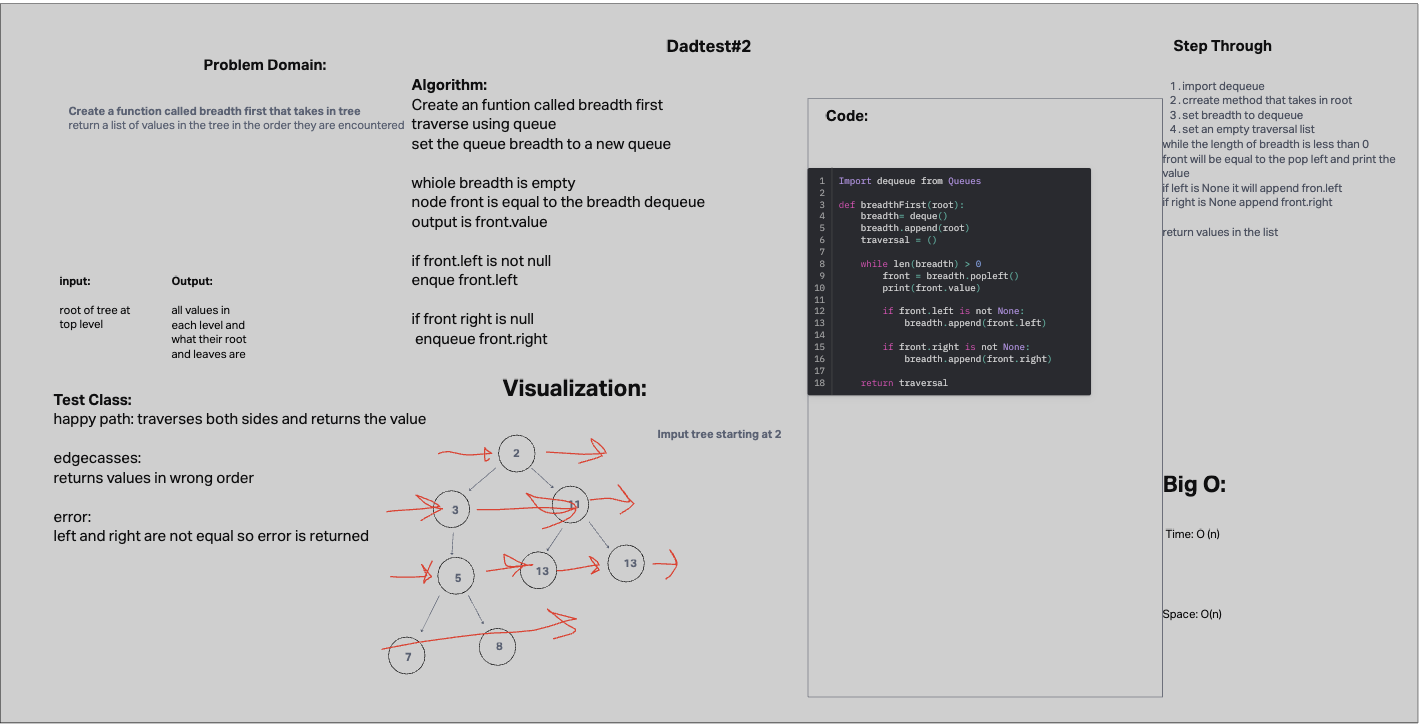 Dadtest#2
Problem Domain:
Create a function called breadth first that takes in tree
return a list of values in the tree in the order they are encountered
input:
root of tree at
top level
Output:
all values in
each level and
what their root
and leaves are
Test Class:
happy path: traverses both sides and returns the value
edgecasses:
returns values in wrong order
error:
left and right are not equal so error is returned
Algorithm:
Create an funtion called breadth first
traverse using queue
set the queue breadth to a new queue
whiole breadth is empty
node front is equal to the breadth dequeue
output is front.value
if front.left is not null
enque front.left
if front right is null
enqueue front.right
Visualization:
Imput tree starting at 2
2
3
11
5
13
13
7
8
Code:
1 Import dequeue from Queues
2
3 def breadthFirst(root):
4 breadth= deque()
5 breadth.append(root)
6 traversal = ()
7
8 while len(breadth) > 0
9 front = breadth.popleft()
10 print(front.value)
11
12 if front.left is not None:
13 breadth.append(front.left)
14
15 if front.right is not None:
16 breadth.append(front.right)
17
18 return traversal
Step Through
1. import dequeue
2. crreate method that takes in root
3. set breadth to dequeue
4. set an empty traversal list
while the length of breadth is less than 0
front will be equal to the pop left and print the
value
if left is None it will append fron.left
if right is None append front.right
return values in the list
Big O:
Time: O (n)
Space: O(n)